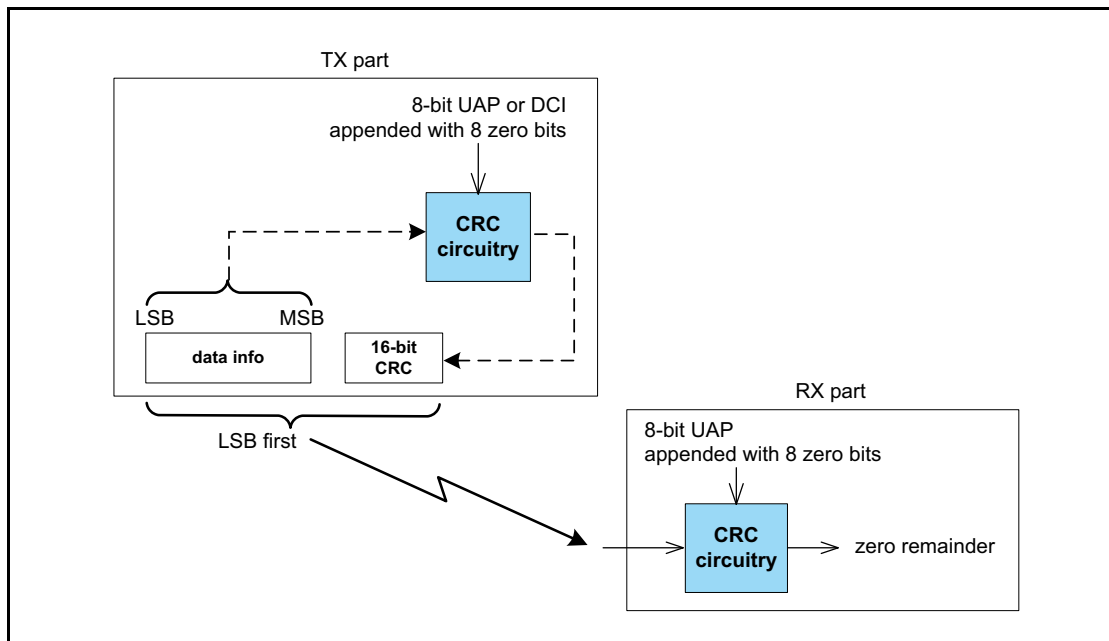 TX part
8-bit UAP or DCI
appended with 8 zero bits
CRC
circuitry
LSB
MSB
data info
16-bit
CRC
LSB first
RX part
8-bit UAP
appended with 8 zero bits
CRC
circuitry
zero remainder